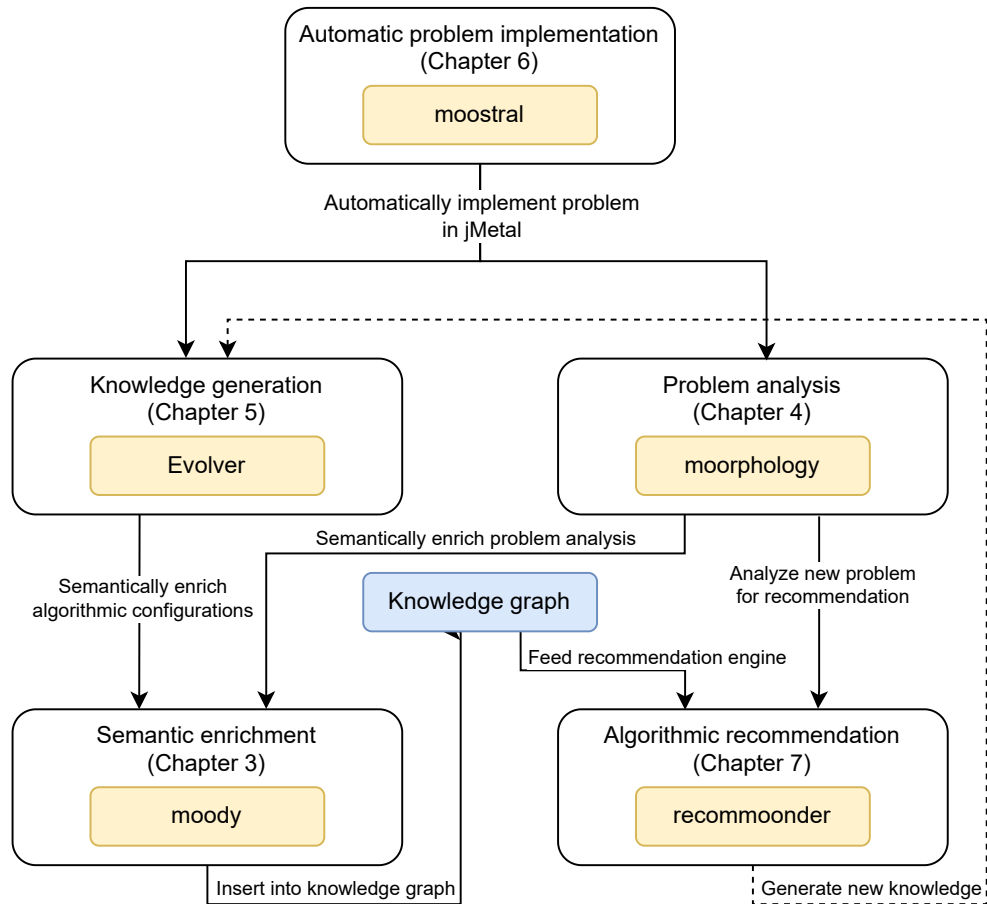 Automatic problem implementation
(Chapter 6)
moostral
Automatically implement problem
in jMetal
Knowledge generation
(Chapter 5)
Evolver
Problem analysis
(Chapter 4)
moorphology
Semantically enrich problem analysis
Semantically enrich
algorithmic configurations
Knowledge graph
Analyze new problem
for recommendation
Feed recommendation engine
Semantic enrichment
(Chapter 3)
moody
Algorithmic recommendation
(Chapter 7)
recommoonder
Insert into knowledge graph
Generate new knowledge